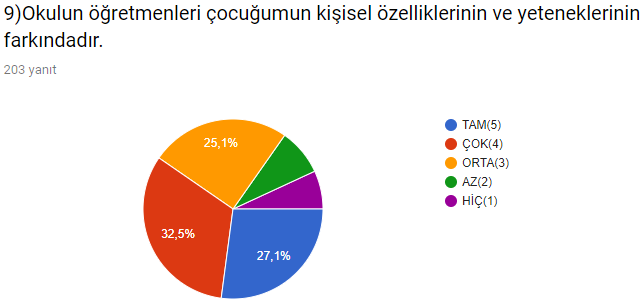 9)Okulun öğretmenleri çocuğumun kişisel özelliklerinin ve yeteneklerinin
farkındadır.
203 yanıt
25,1%
32,5%
27,1%
TAM(5)
ÇOK(4)
ORTA(3)
AZ(2)
HİÇ(1)